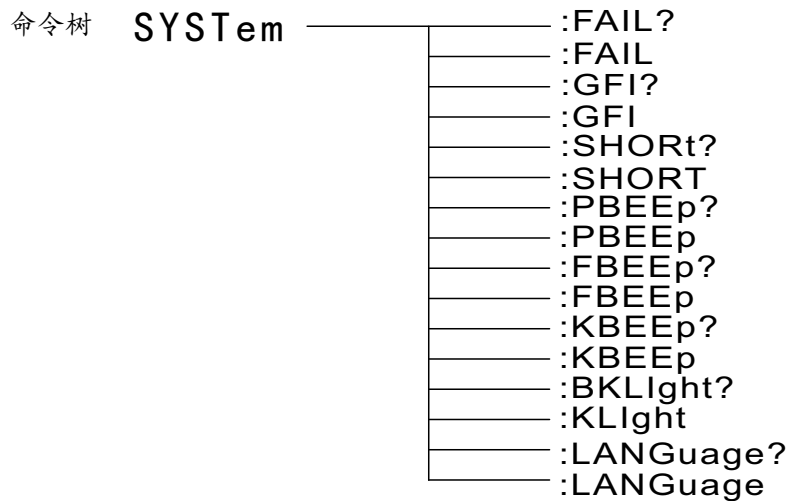 命令树 SYSTem :FAIL?
:FAIL
:GFI?
:GFI
:SHORt?
:SHORT
:PBEEp?
:PBEEp
:FBEEp?
:FBEEp
:KBEEp?
:KBEEp
:BKLIght?
:KLIght
:LANGuage?
:LANGuage